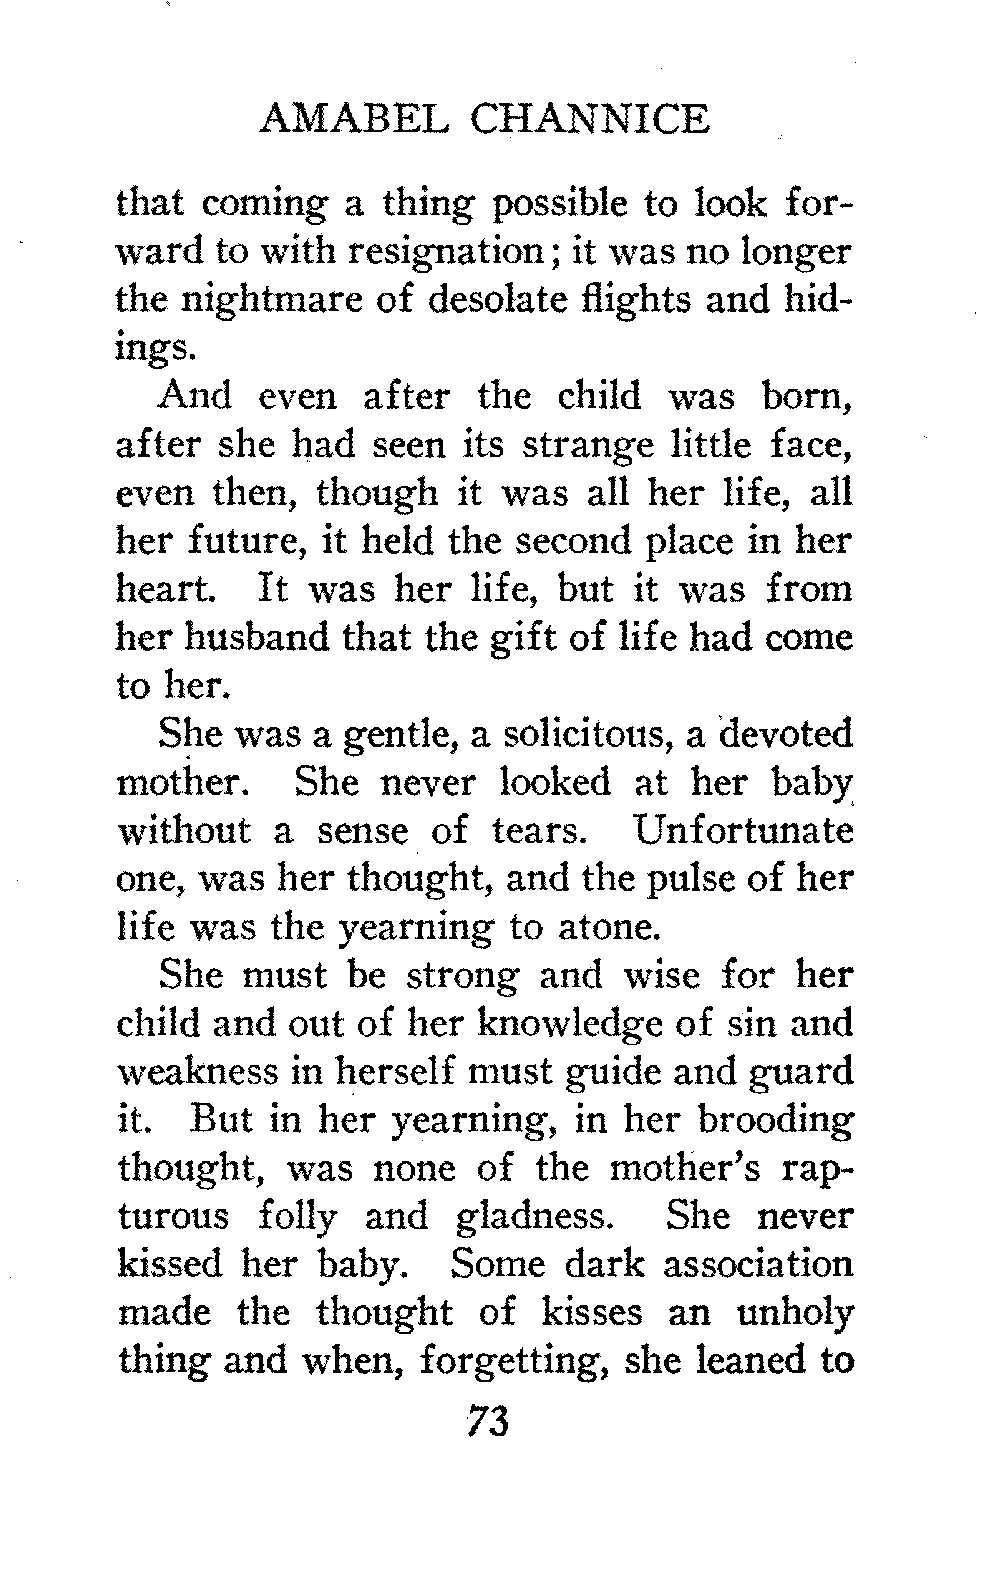 AMABEL CHANNICE
that coming a thing possible to look for-
ward to with resignation; it was no longer
the nightmare of desolate flights and hid-
ings.
And even after the child was born,
after she had seen its strange little face,
even then, though it was all her life, all
her future, it held the second place in her
heart. It was her life, but it was from
her husband that the gift of life had come
to her.
She was a gentle, a solicitous, a devoted
mother. She never looked at her baby
without a sense of tears. Unfortunate
one, was her thought, and the pulse of her
life was the yearning to atone.
She must be strong and wise for her
child and out of her knowledge of sin and
weakness in herself must guide and guard
it. But in her yearning, in her brooding
thought, was none of the mother's rap-
turous folly and gladness. She never
kissed her baby. Some dark association
made the thought of kisses an unholy
thing and when, forgetting, she leaned to
73